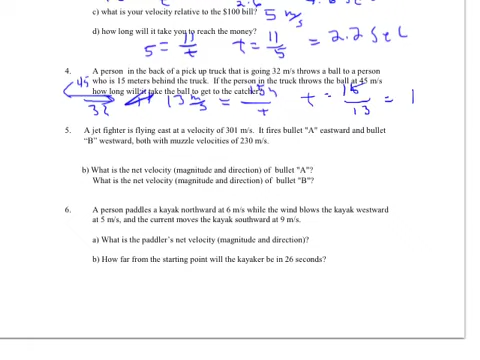 c) what is your velocity relative to the $100 bill? 5 m/s
d) how long will it take you to reach the money?
5 = 11/t t = 11/5 = 2.2 sec
4. A person in the back of a pick up truck that is going 32 m/s throws a ball to a person
who is 15 meters behind the truck. If the person in the truck throws the ball at 45 m/s
how long will it take the ball to get to the catcher?
45
32 13 m/s = t = 15/13 = 1
5. A jet fighter is flying east at a velocity of 301 m/s. It fires bullet "A" eastward and bullet
"B" westward, both with muzzle velocities of 230 m/s.
b) What is the net velocity (magnitude and direction) of bullet "A"?
What is the net velocity (magnitude and direction) of bullet "B"?
6. A person paddles a kayak northward at 6 m/s while the wind blows the kayak westward
at 5 m/s, and the current moves the kayak southward at 9 m/s.
a) What is the paddler's net velocity (magnitude and direction)?
b) How far from the starting point will the kayaker be in 26 seconds?